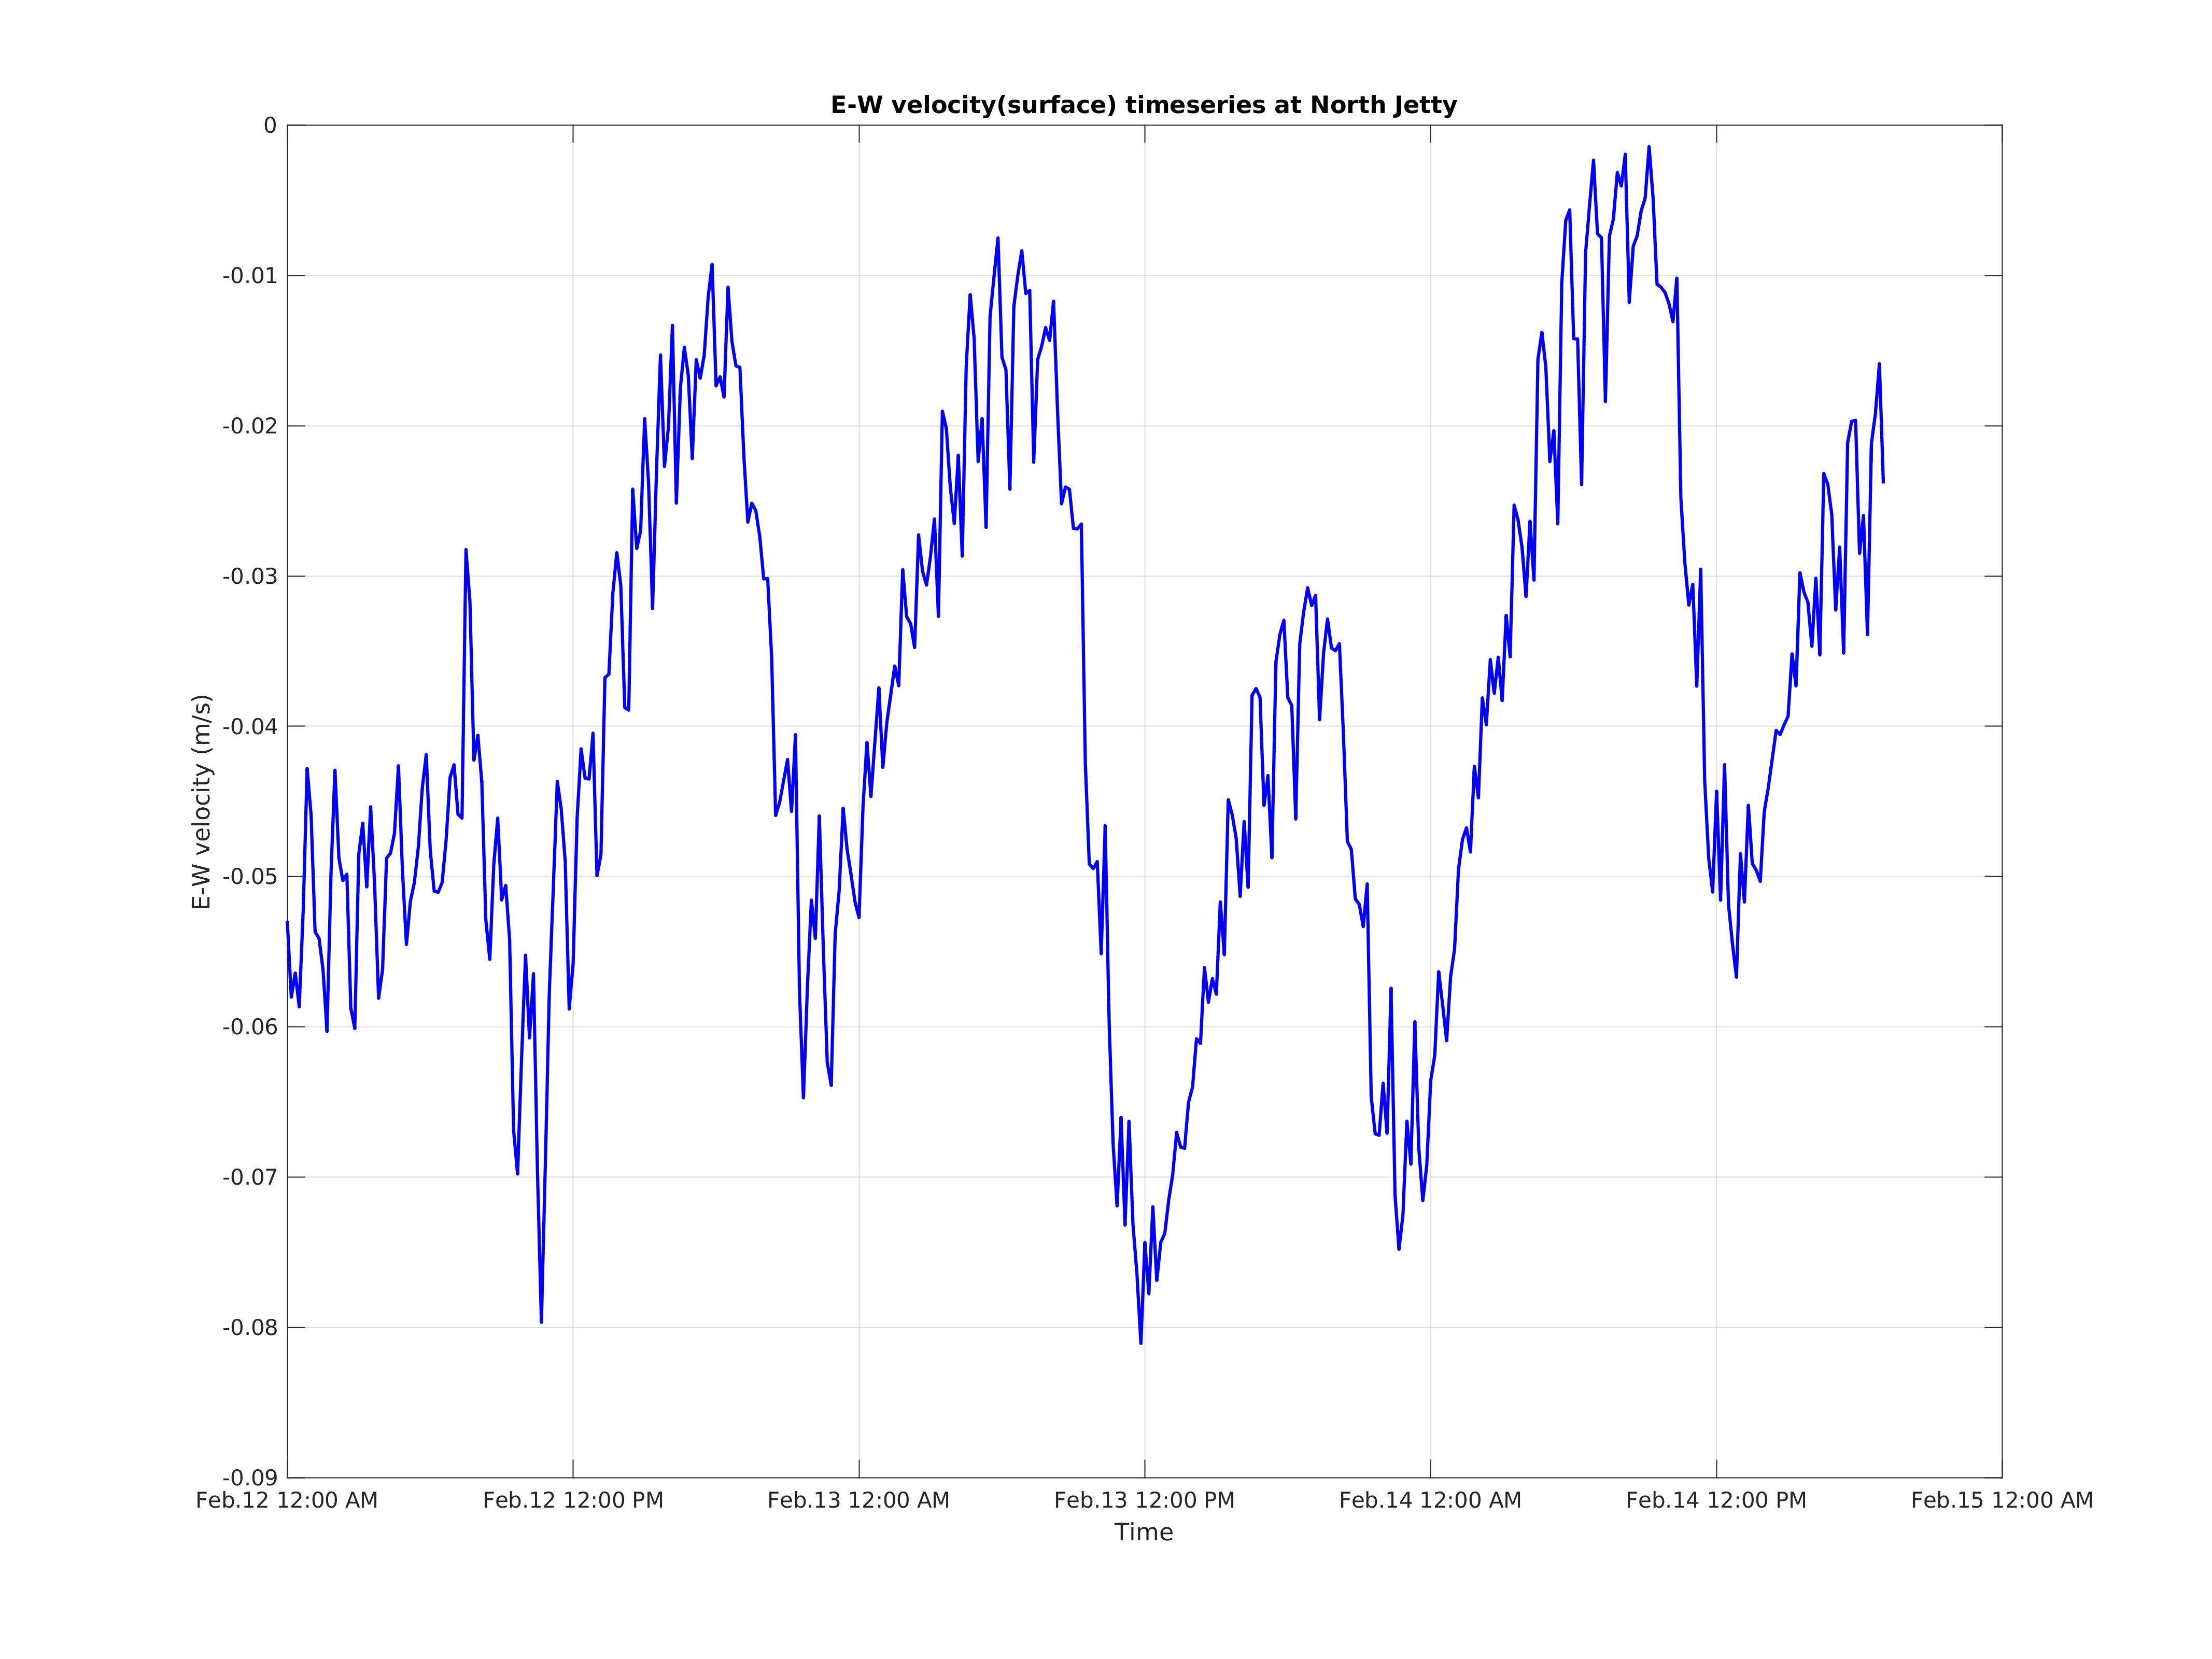 E-W velocity(surface) timeseries at North Jetty
0
-0.01
-0.02
-0.03
-0.04
-0.05
-0.06
-0.07
-0.08
-0.09
E-W velocity (m/s)
Feb.12 12:00 AM
Feb.12 12:00 PM
Feb.13 12:00 AM
Feb.13 12:00 PM
Feb.14 12:00 AM
Feb.14 12:00 PM
Feb.15 12:00 AM
Time